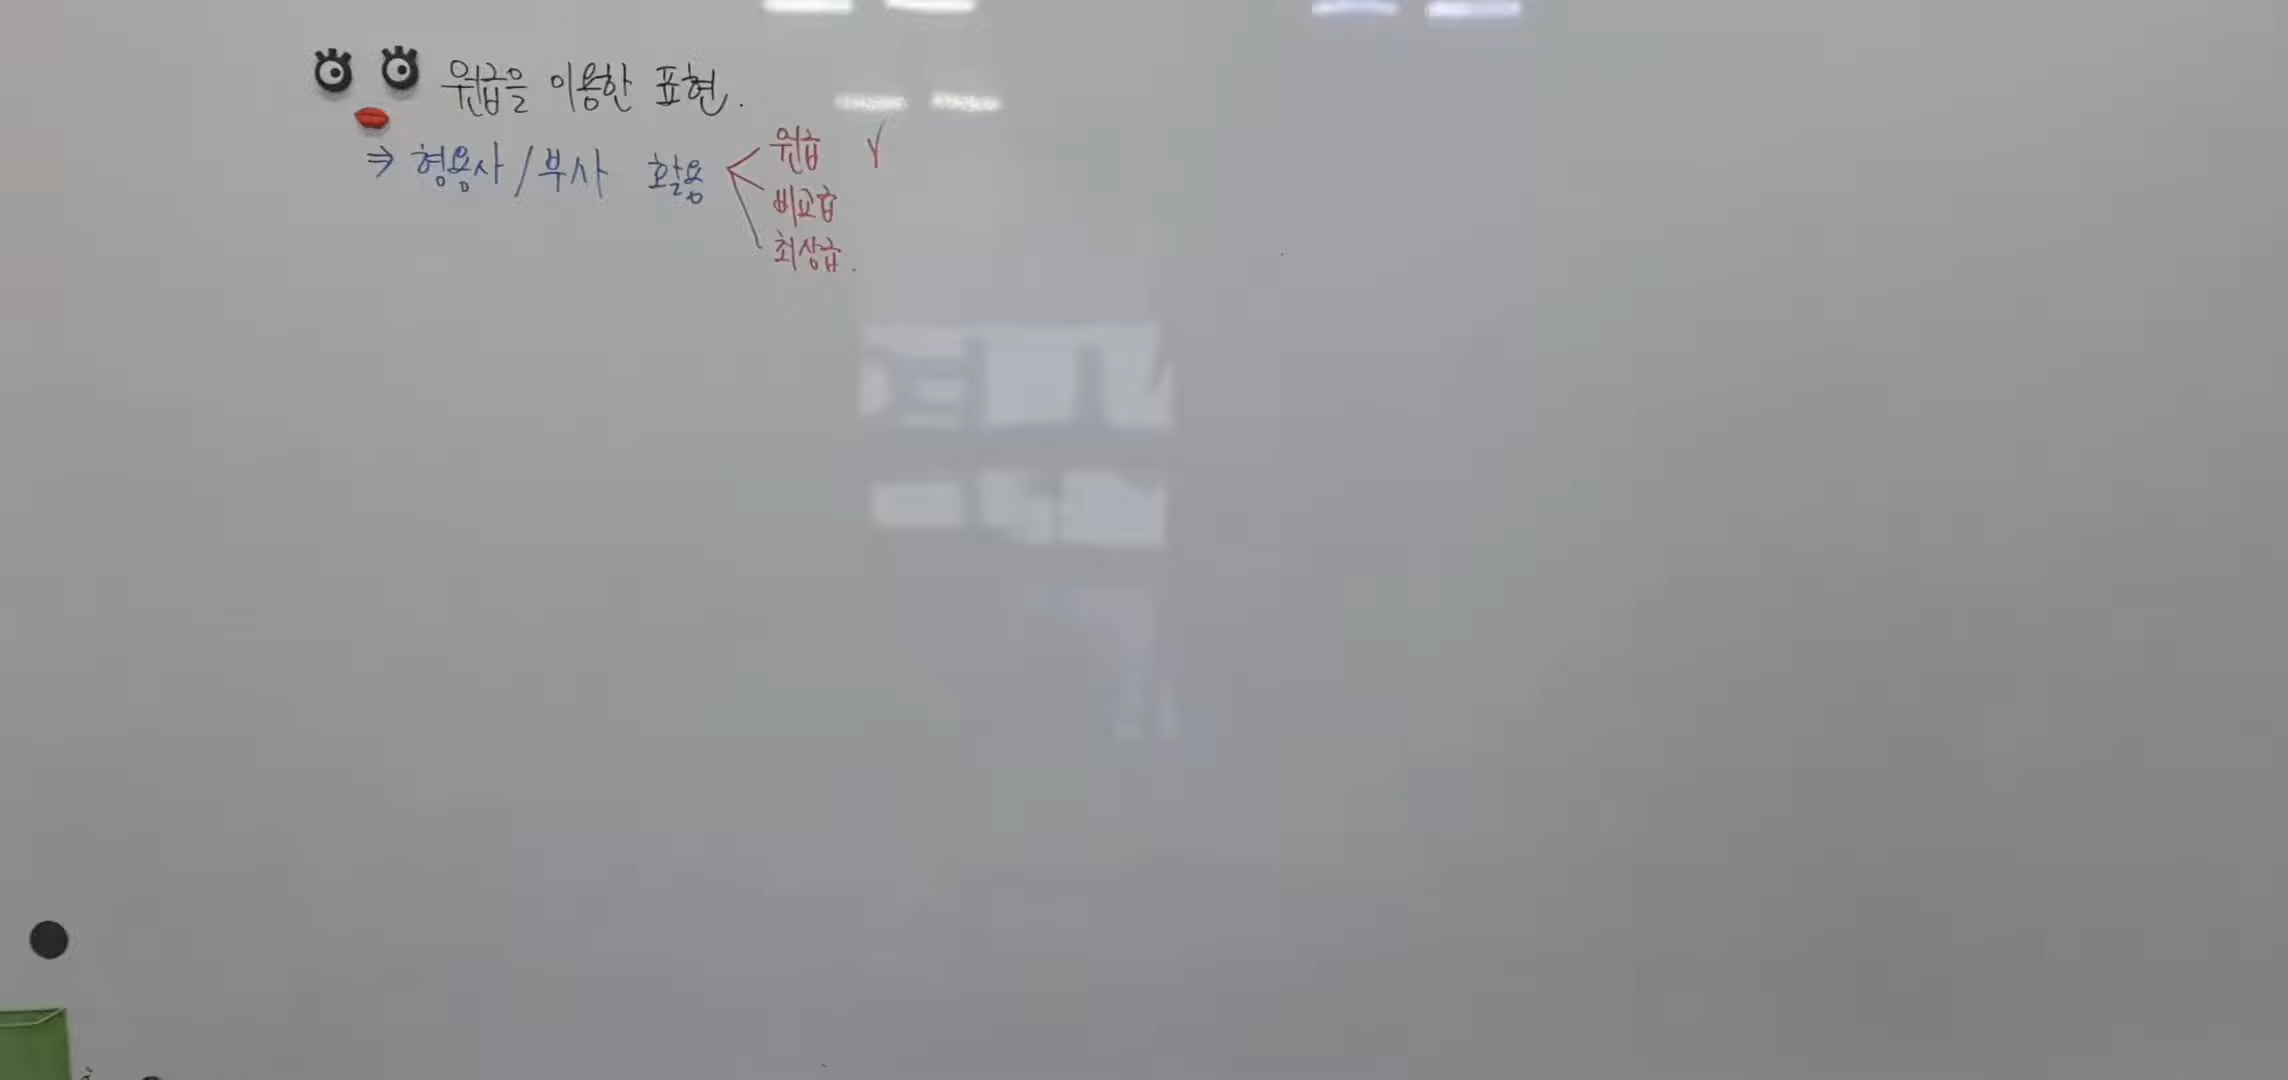 원급을 이용한 표현.
⇒ 형용사/부사 활용
원급 √
비교급
최상급.